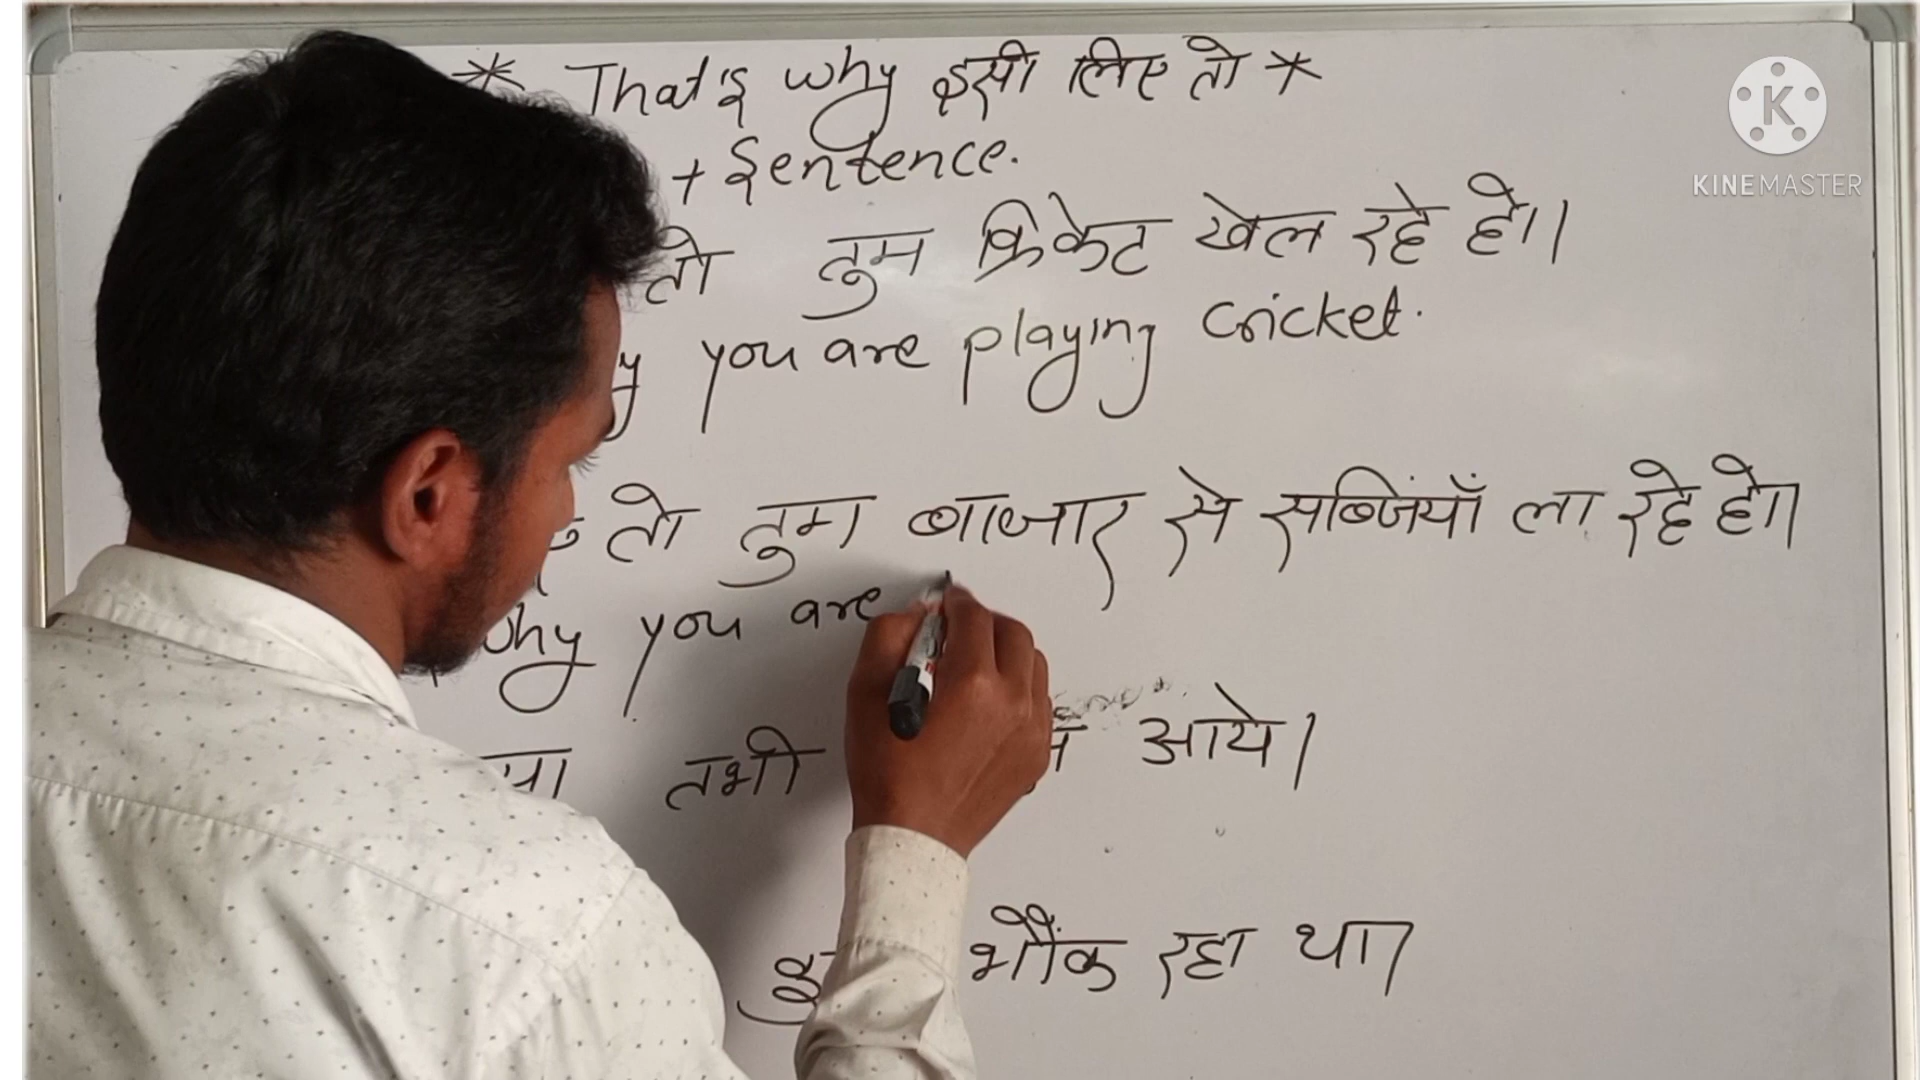 * That's why इसी लिए तो *
+ Sentence.
तो तुम क्रिकेट खेल रहे हो।
you are playing cricket.
तो तुम बाजार से सब्जियाँ ला रहे हो।
why you are
तभी आये।
भौंक रहा था।
KINEMASTER